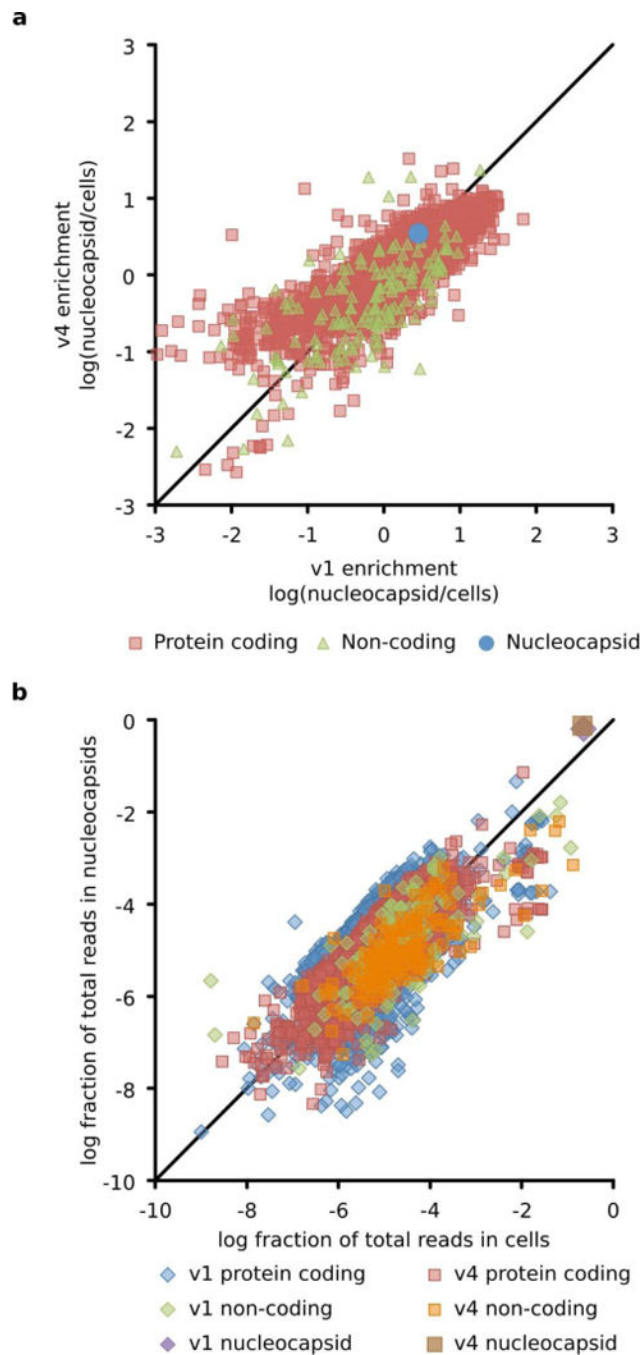 a
3
2
1
0
-1
-2
-3
v4 enrichment
log(nucleocapsid/cells)
-3 -2 -1 0 1 2 3
v1 enrichment
log(nucleocapsid/cells)
Protein coding Non-coding Nucleocapsid
b
0
-2
-4
-6
-8
-10
log fraction of total reads in nucleocapsids
-10 -8 -6 -4 -2 0
log fraction of total reads in cells
v1 protein coding v4 protein coding
v1 non-coding v4 non-coding
v1 nucleocapsid v4 nucleocapsid